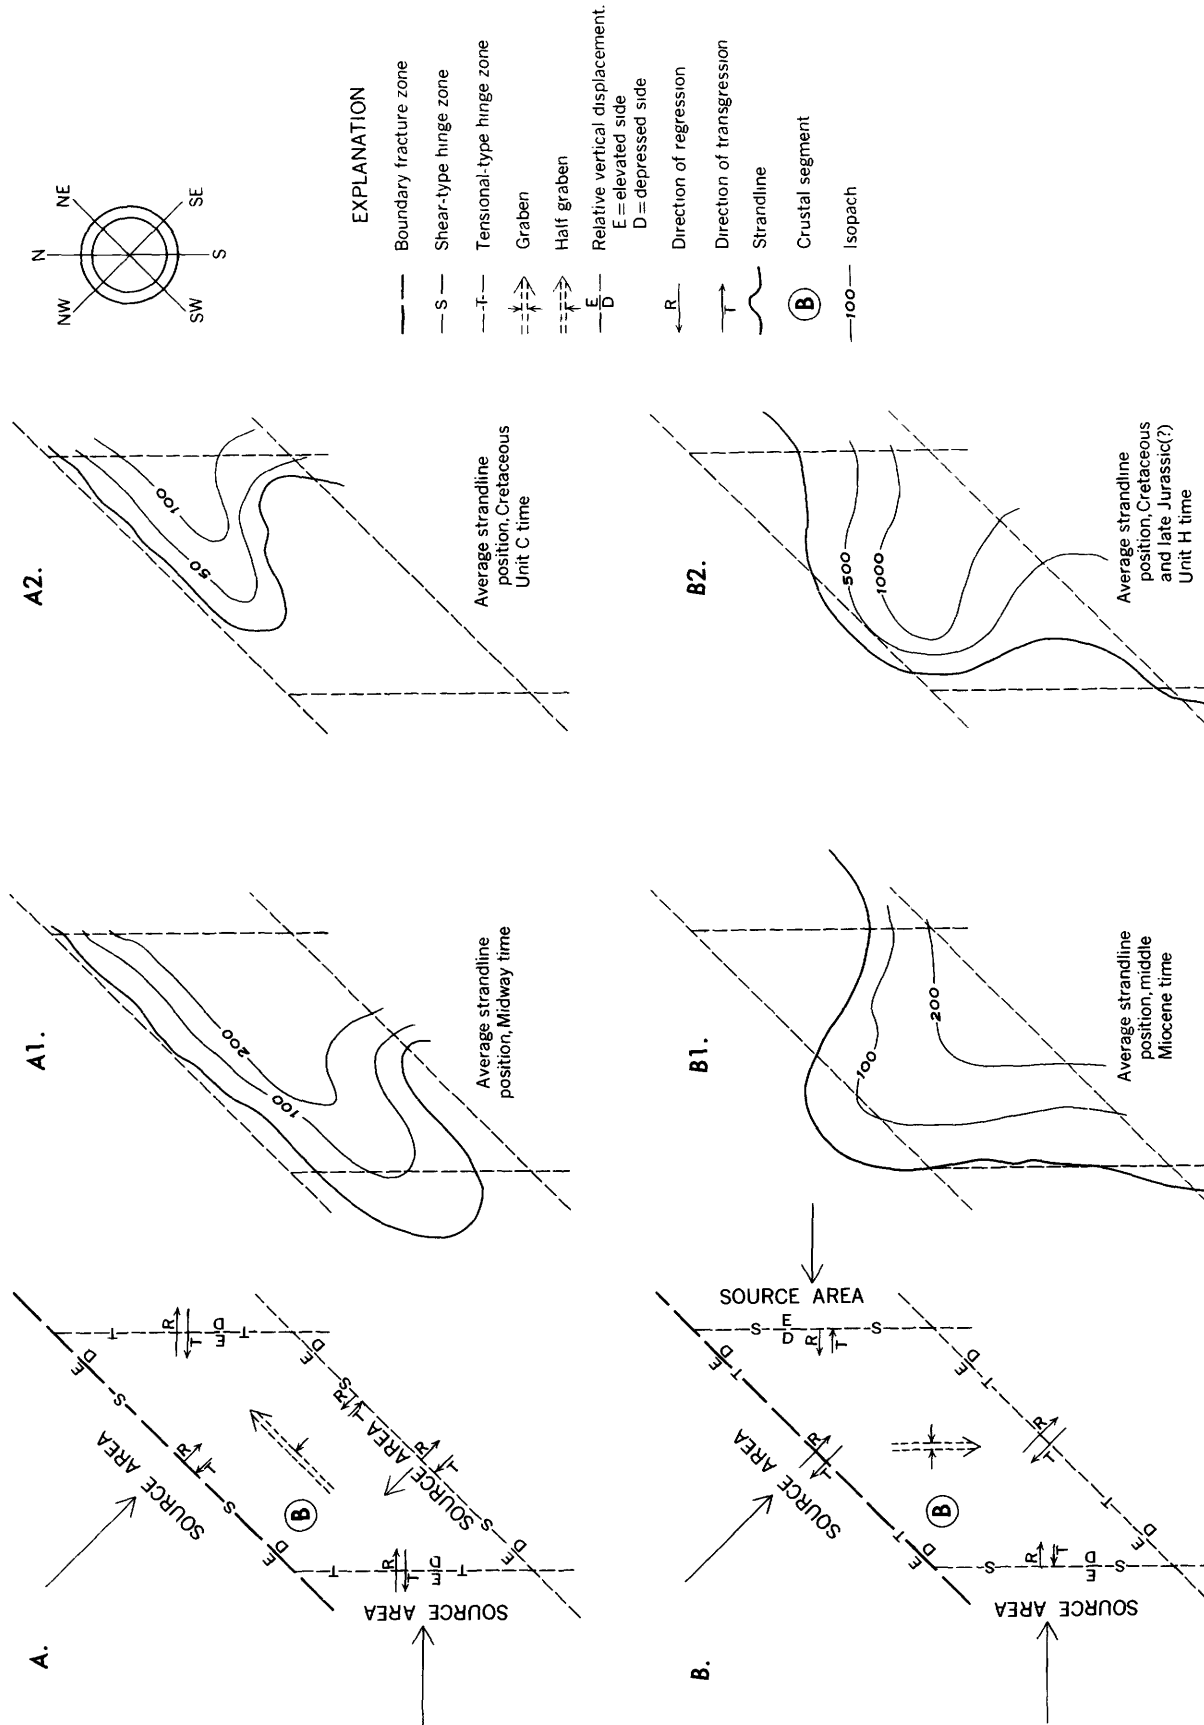 A.
SOURCE AREA
SOURCE AREA
SOURCE AREA
E
D
S
R
T
S
E
D
T
R
T
E
D
T
T
R
T
E
D
T
E
D
S
R
T
R
T
S
E
D
B
A1.
100
200
Average strandline
position, Midway time
A2.
50
100
Average strandline
position, Cretaceous
Unit C time
B.
SOURCE AREA
SOURCE AREA
SOURCE AREA
E
D
T
R
T
T
E
D
S
E
D
R
T
S
S
R
T
E
D
S
E
D
T
R
T
T
E
D
B
B1.
100
200
Average strandline
position, middle
Miocene time
B2.
500
1000
Average strandline
position, Cretaceous
and late Jurassic(?)
Unit H time
N
NE
SE
S
SW
NW
EXPLANATION
Boundary fracture zone
S Shear-type hinge zone
T Tensional-type hinge zone
Graben
Half graben
E
D
Relative vertical displacement.
E = elevated side
D = depressed side
R Direction of regression
T Direction of transgression
Strandline
B Crustal segment
100 Isopach